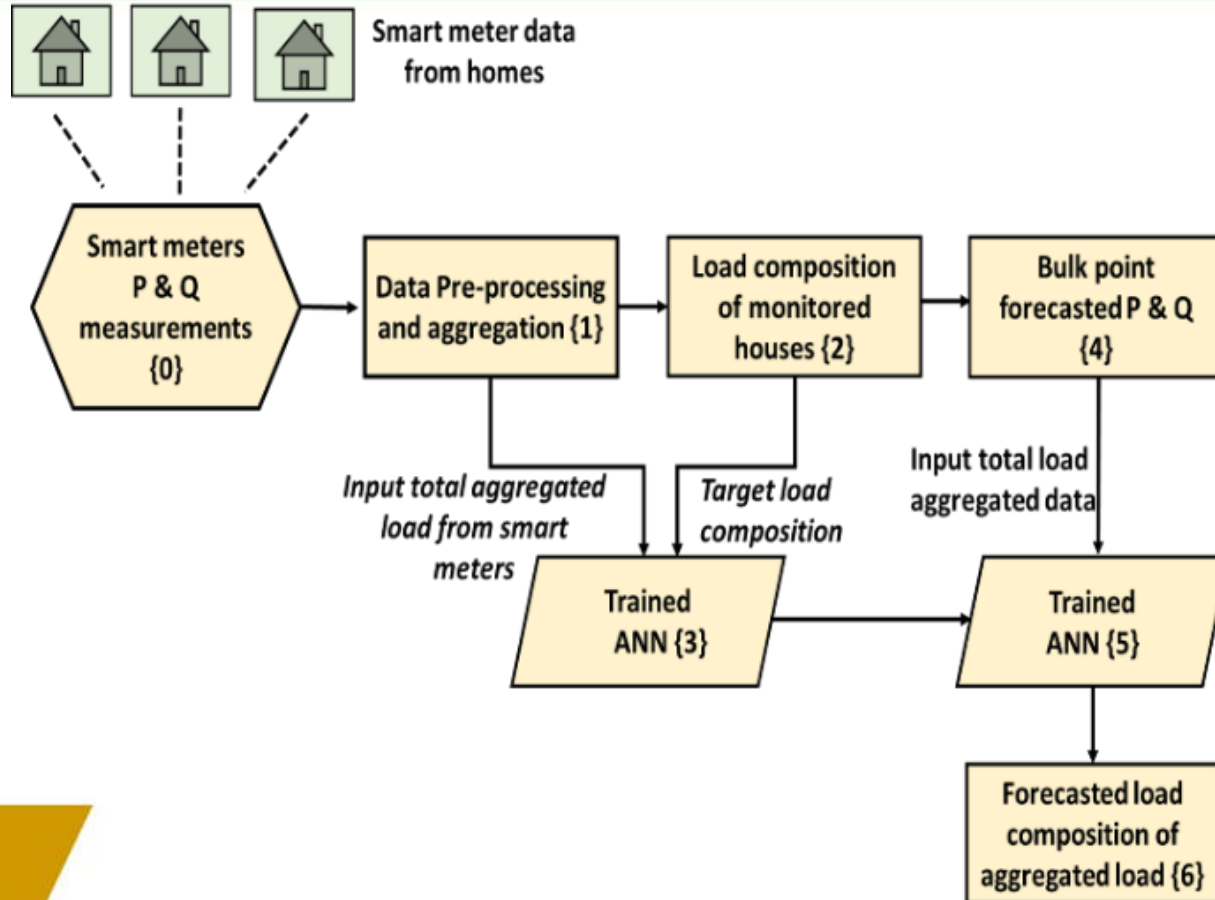 Smart meter data
from homes
Smart meters
P & Q
measurements
{0}
Data Pre-processing
and aggregation {1}
Load composition
of monitored
houses {2}
Bulk point
forecasted P & Q
{4}
Input total aggregated
load from smart
meters
Target load
composition
Input total load
aggregated data
Trained
ANN {3}
Trained
ANN {5}
Forecasted load
composition of
aggregated load {6}